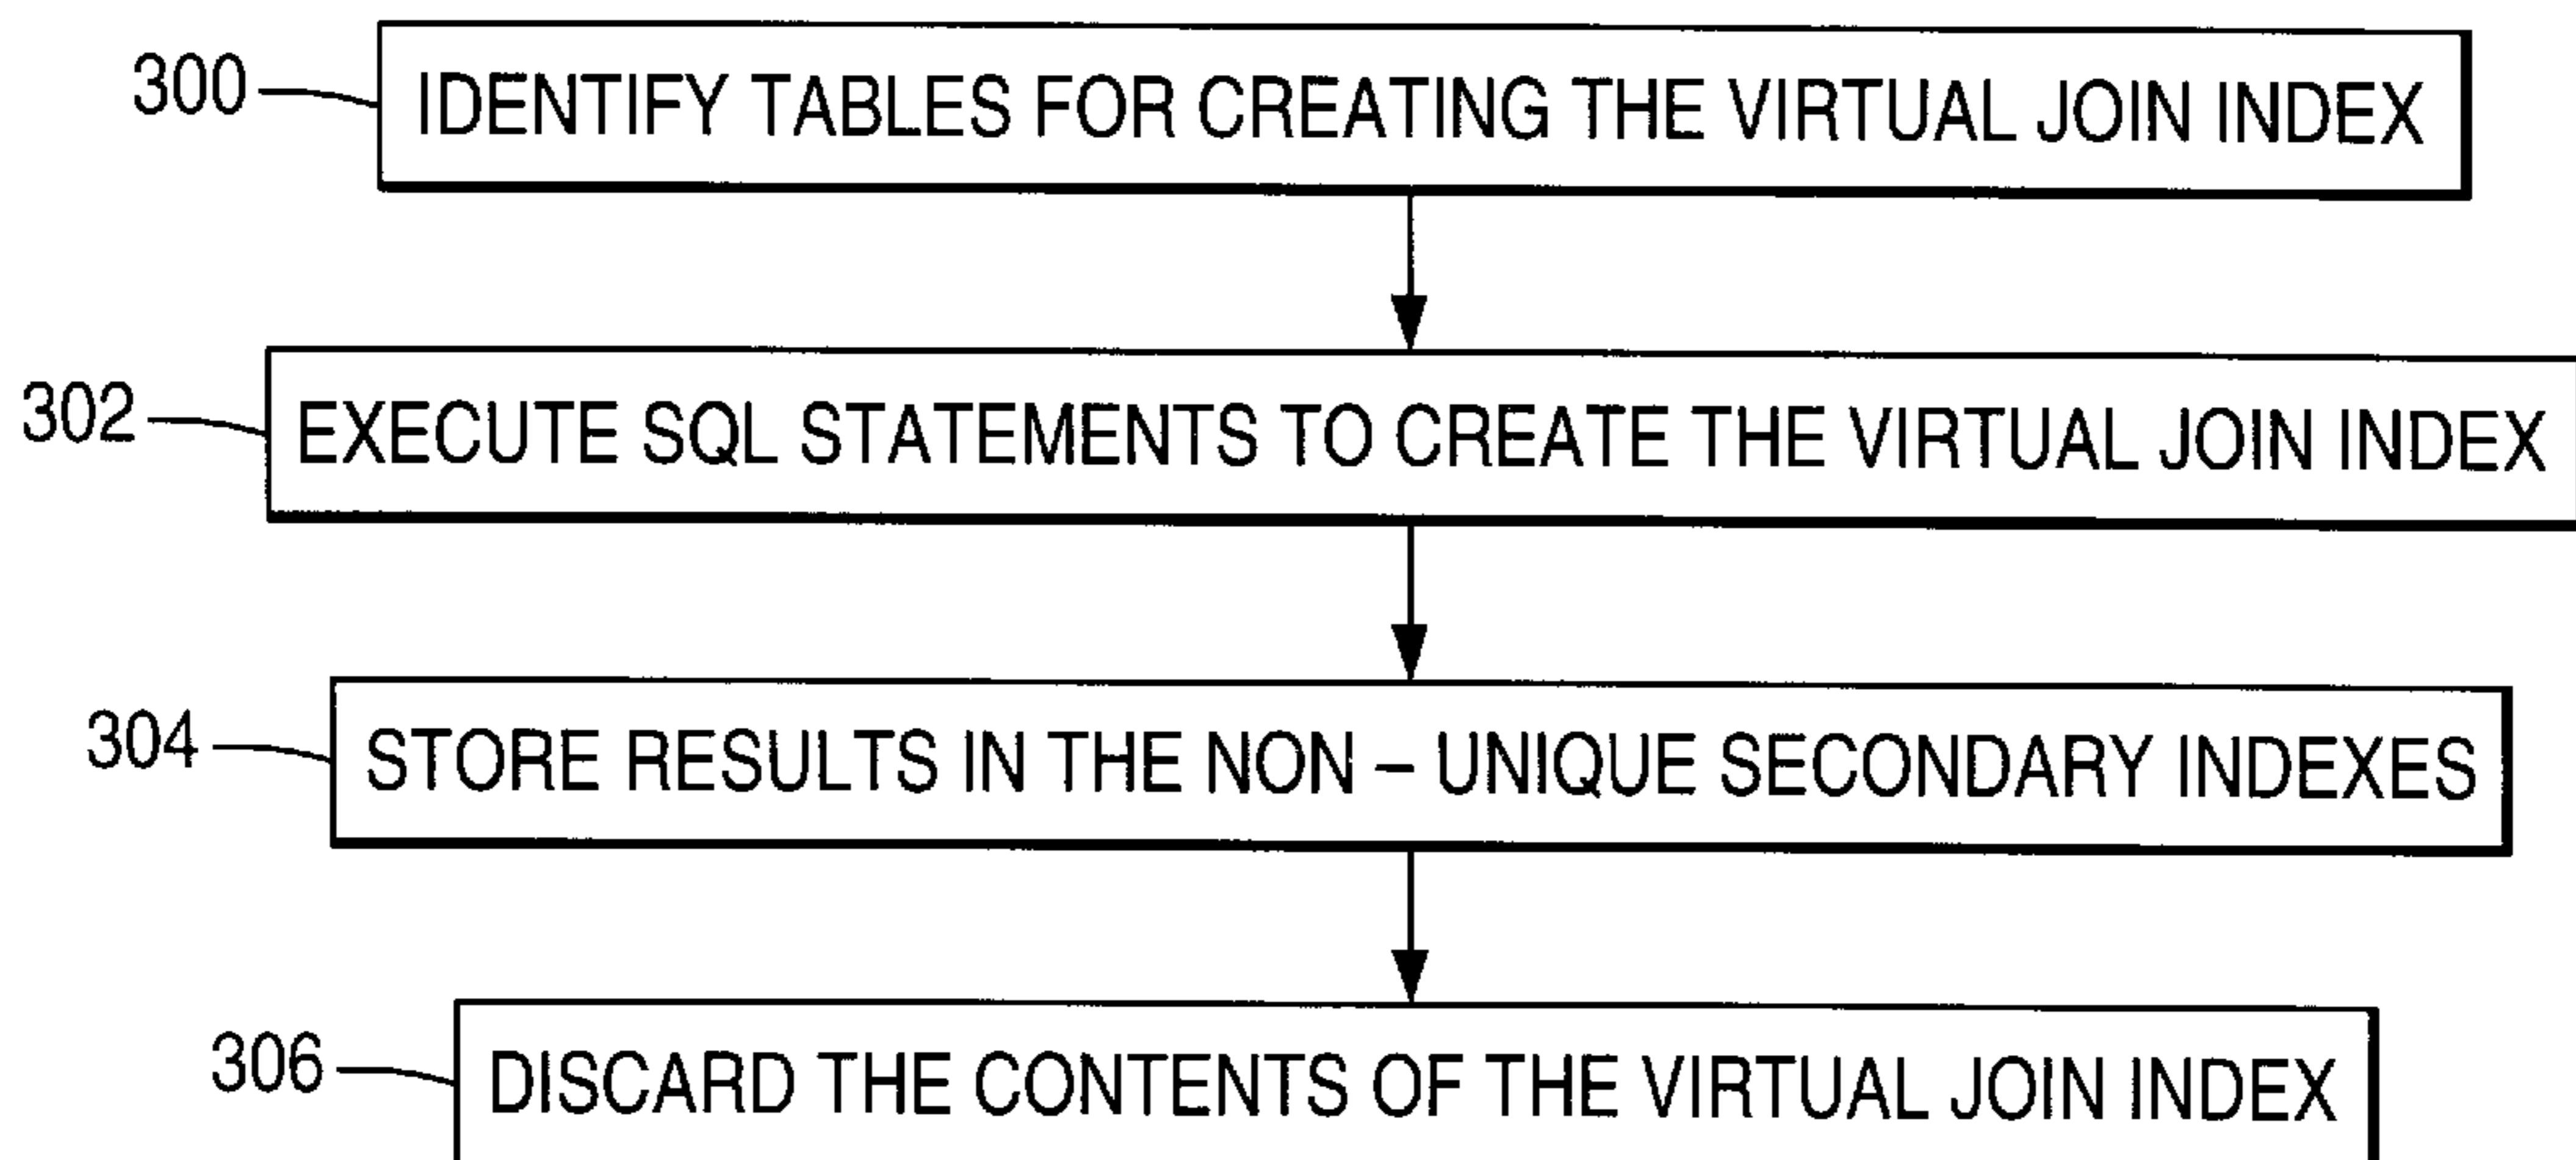 300 IDENTIFY TABLES FOR CREATING THE VIRTUAL JOIN INDEX
302 EXECUTE SQL STATEMENTS TO CREATE THE VIRTUAL JOIN INDEX
304 STORE RESULTS IN THE NON – UNIQUE SECONDARY INDEXES
306 DISCARD THE CONTENTS OF THE VIRTUAL JOIN INDEX